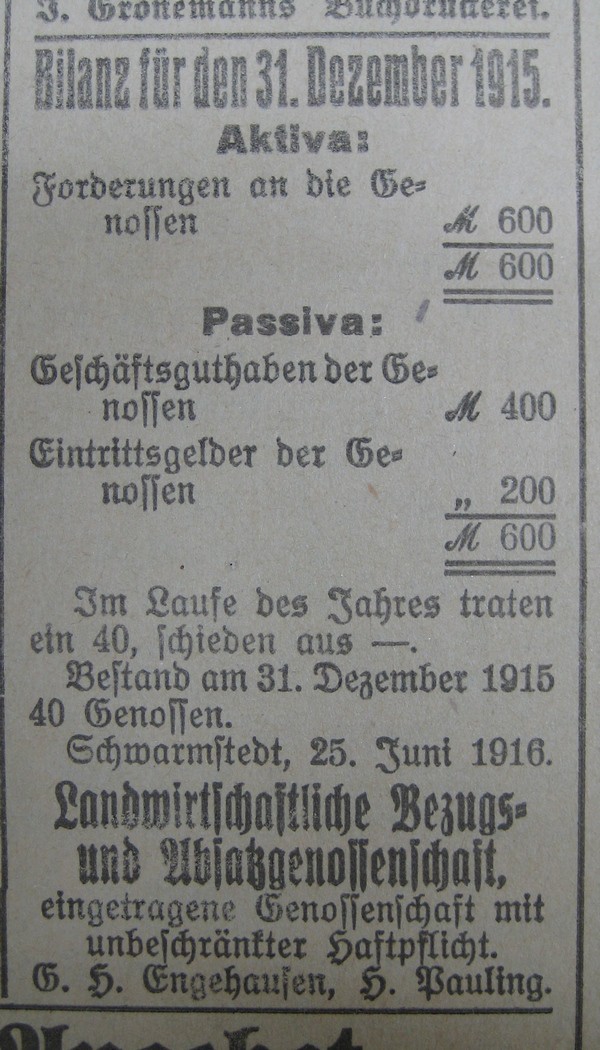 J. Gronemanns Buchdruckerei.
Bilanz für den 31. Dezember 1915.
Aktiva:
Forderungen an die Ge-
nossen ℳ 600
ℳ 600
Passiva:
Geschäftsguthaben der Ge-
nossen ℳ 400
Eintrittsgelder der Ge-
nossen „ 200
ℳ 600
Im Laufe des Jahres traten
ein 40, schieden aus —.
Bestand am 31. Dezember 1915
40 Genossen.
Schwarmstedt, 25. Juni 1916.
Landwirtschaftliche Bezugs-
und Absatzgenossenschaft,
eingetragene Genossenschaft mit
unbeschränkter Haftpflicht.
G. H. Engehausen, H. Pauling.